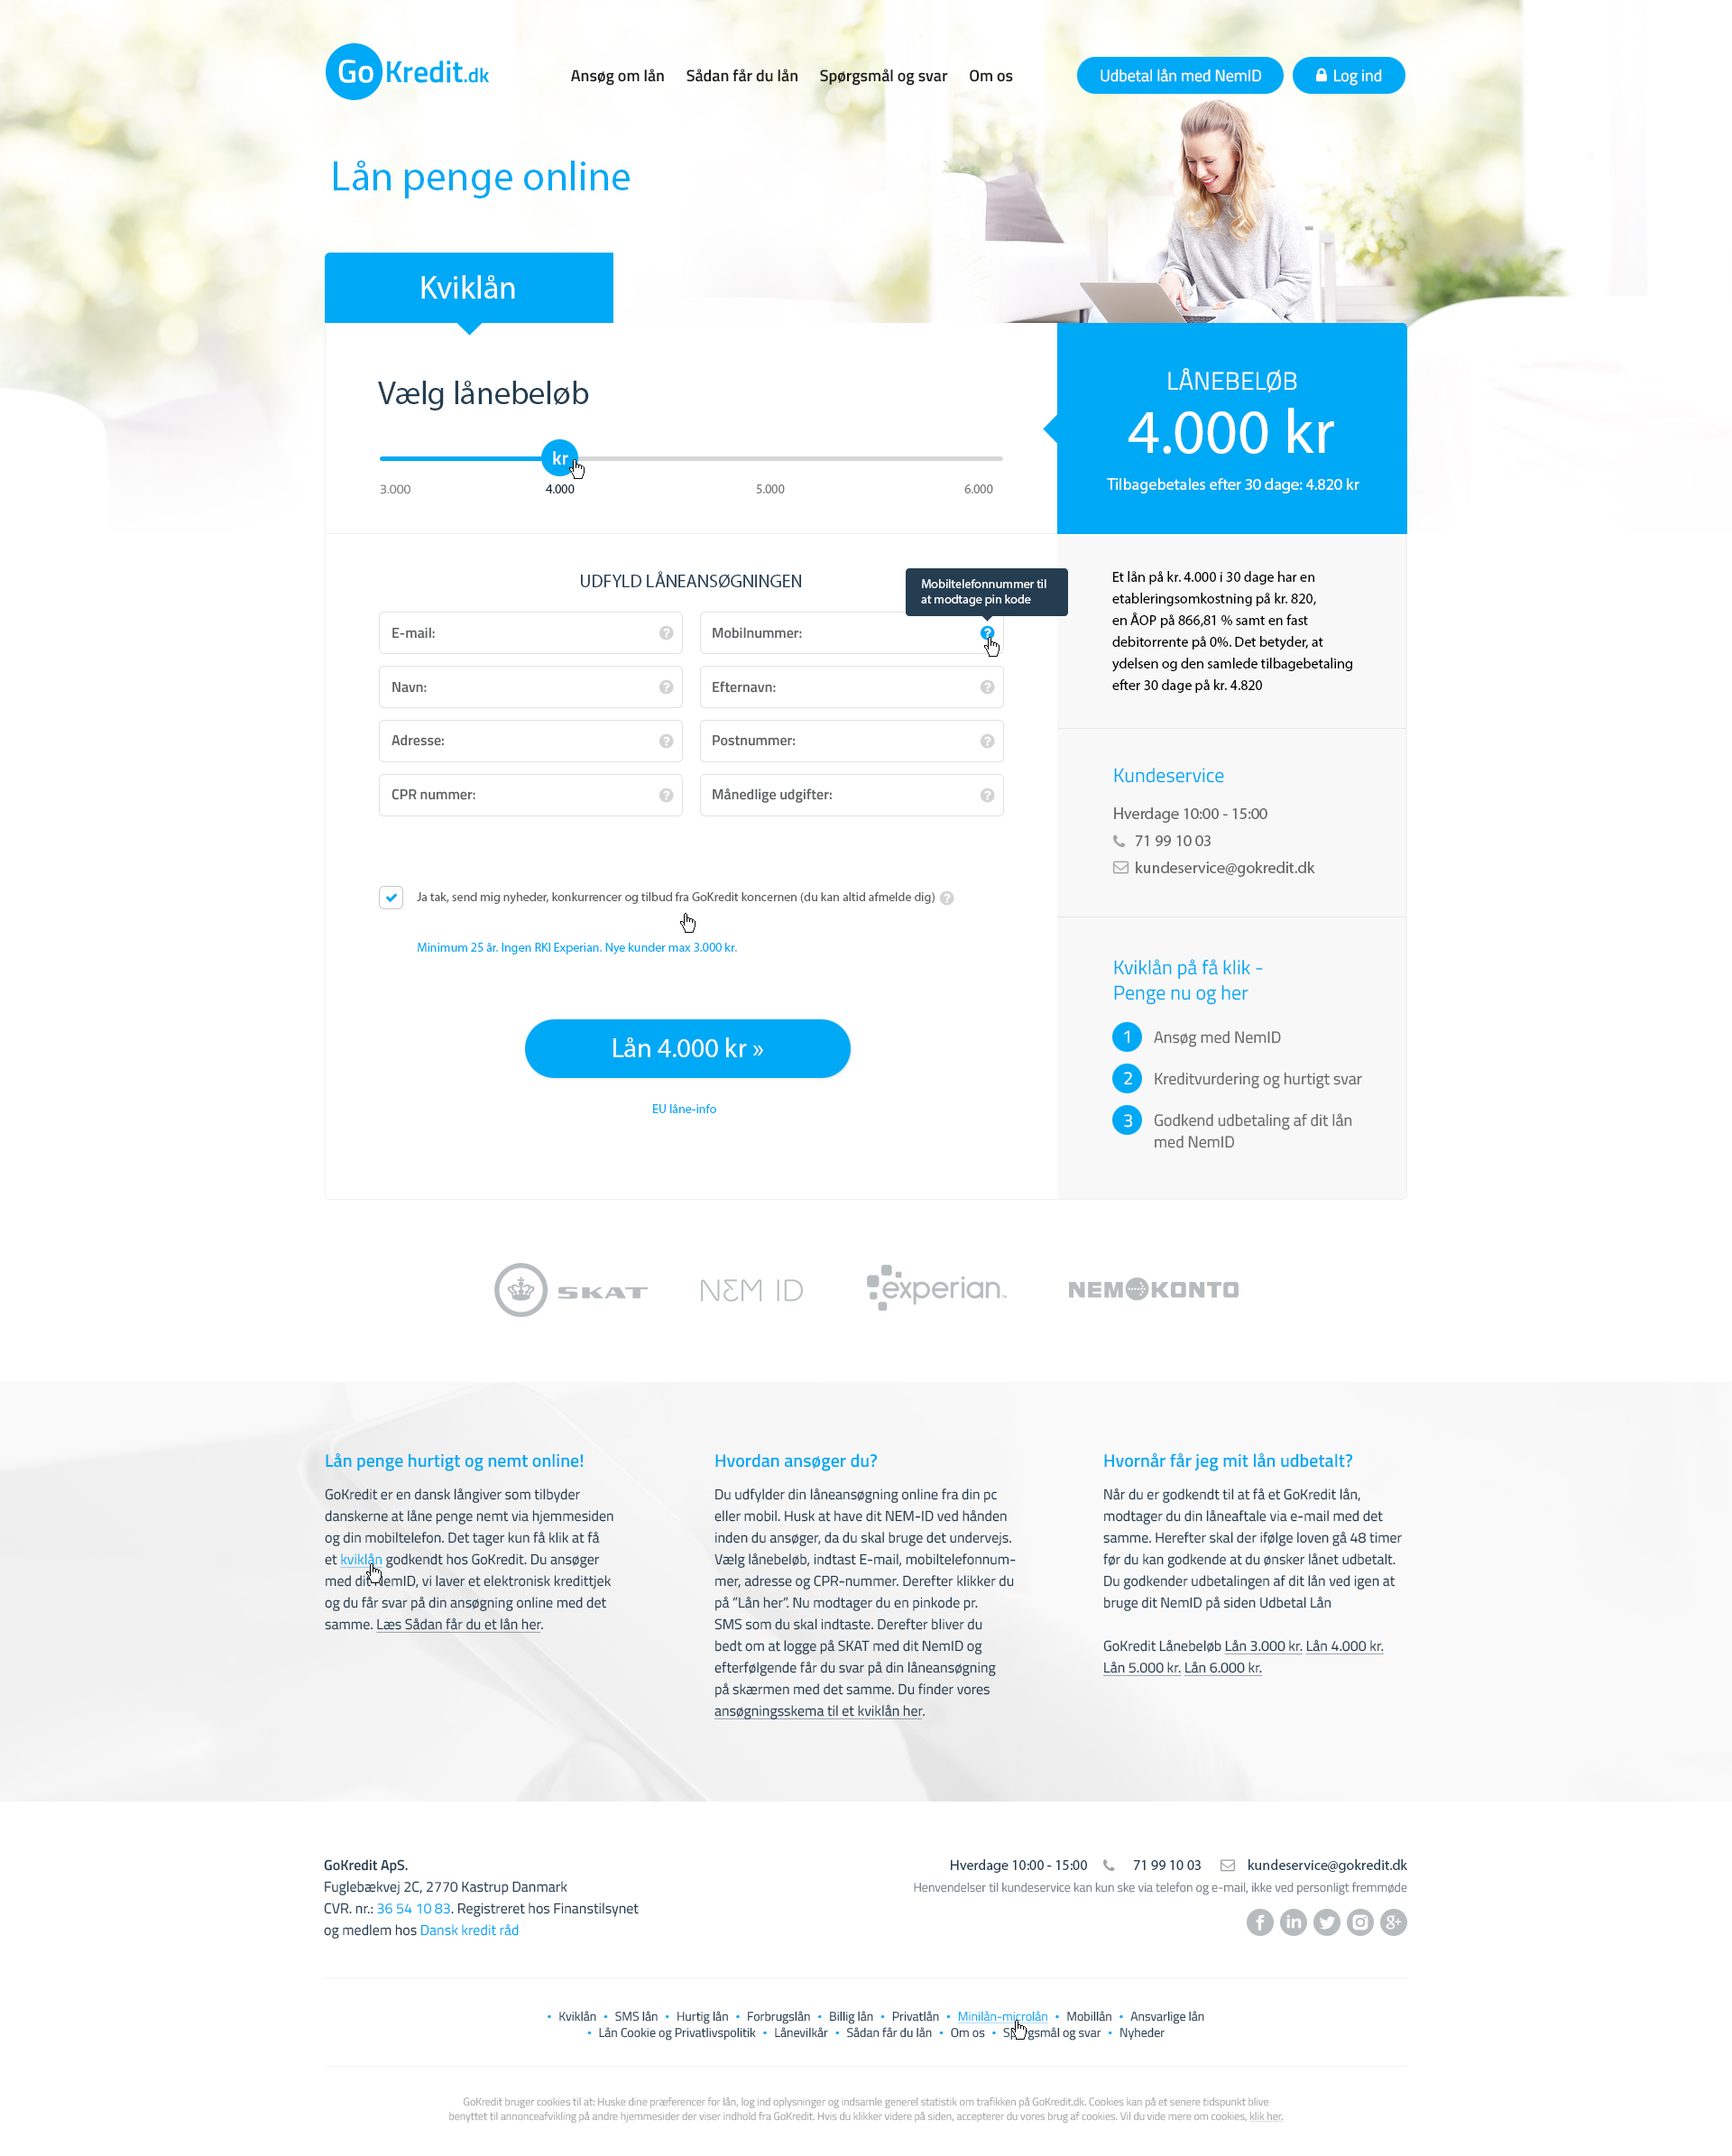 GoKredit.dk
Ansøg om lån Sådan får du lån Spørgsmål og svar Om os
Udbetal lån med NemID
Log ind
Lån penge online
Kviklån
Vælg lånebeløb
kr
3.000 4.000 5.000 6.000
LÅNEBELØB
4.000 kr
Tilbagebetales efter 30 dage: 4.820 kr
UDFYLD LÅNEANSØGNINGEN
Mobiltelefonnummer til
at modtage pin kode
E-mail: ?
Mobilnummer: ?
Navn: ?
Efternavn: ?
Adresse: ?
Postnummer: ?
CPR nummer: ?
Månedlige udgifter: ?
Ja tak, send mig nyheder, konkurrencer og tilbud fra GoKredit koncernen (du kan altid afmelde dig) ?
Minimum 25 år. Ingen RKI Experian. Nye kunder max 3.000 kr.
Lån 4.000 kr »
EU låne-info
Et lån på kr. 4.000 i 30 dage har en
etableringsomkostning på kr. 820,
en ÅOP på 866,81 % samt en fast
debitorrente på 0%. Det betyder, at
ydelsen og den samlede tilbagebetaling
efter 30 dage på kr. 4.820
Kundeservice
Hverdage 10:00 - 15:00
71 99 10 03
kundeservice@gokredit.dk
Kviklån på få klik -
Penge nu og her
1 Ansøg med NemID
2 Kreditvurdering og hurtigt svar
3 Godkend udbetaling af dit lån
med NemID
SKAT
NEM ID
experian™
NEMKONTO
Lån penge hurtigt og nemt online!
GoKredit er en dansk långiver som tilbyder
danskerne at låne penge nemt via hjemmesiden
og din mobiltelefon. Det tager kun få klik at få
et kviklån godkendt hos GoKredit. Du ansøger
med dit NemID, vi laver et elektronisk kredittjek
og du får svar på din ansøgning online med det
samme. Læs Sådan får du et lån her.
Hvordan ansøger du?
Du udfylder din låneansøgning online fra din pc
eller mobil. Husk at have dit NEM-ID ved hånden
inden du ansøger, da du skal bruge det undervejs.
Vælg lånebeløb, indtast E-mail, mobiltelefonnum-
mer, adresse og CPR-nummer. Derefter klikker du
på "Lån her". Nu modtager du en pinkode pr.
SMS som du skal indtaste. Derefter bliver du
bedt om at logge på SKAT med dit NemID og
efterfølgende får du svar på din låneansøgning
på skærmen med det samme. Du finder vores
ansøgningsskema til et kviklån her.
Hvornår får jeg mit lån udbetalt?
Når du er godkendt til at få et GoKredit lån,
modtager du din låneaftale via e-mail med det
samme. Herefter skal der ifølge loven gå 48 timer
før du kan godkende at du ønsker lånet udbetalt.
Du godkender udbetalingen af dit lån ved igen at
bruge dit NemID på siden Udbetal Lån
GoKredit Lånebeløb Lån 3.000 kr. Lån 4.000 kr.
Lån 5.000 kr. Lån 6.000 kr.
GoKredit ApS.
Fuglebækvej 2C, 2770 Kastrup Danmark
CVR. nr.: 36 54 10 83. Registreret hos Finanstilsynet
og medlem hos Dansk kredit råd
Hverdage 10:00 - 15:00 71 99 10 03 kundeservice@gokredit.dk
Henvendelser til kundeservice kan kun ske via telefon og e-mail, ikke ved personligt fremmøde
• Kviklån • SMS lån • Hurtig lån • Forbrugslån • Billig lån • Privatlån • Minilån-microlån • Mobillån • Ansvarlige lån
• Lån Cookie og Privatlivspolitik • Lånevilkår • Sådan får du lån • Om os • Spørgsmål og svar • Nyheder
GoKredit bruger cookies til at: Huske dine præferencer for lån, log ind oplysninger og indsamle generel statistik om trafikken på GoKredit.dk. Cookies kan på et senere tidspunkt blive
benyttet til annonceafvikling på andre hjemmesider der viser indhold fra GoKredit. Hvis du klikker videre på siden, accepterer du vores brug af cookies. Vil du vide mere om cookies, klik her.